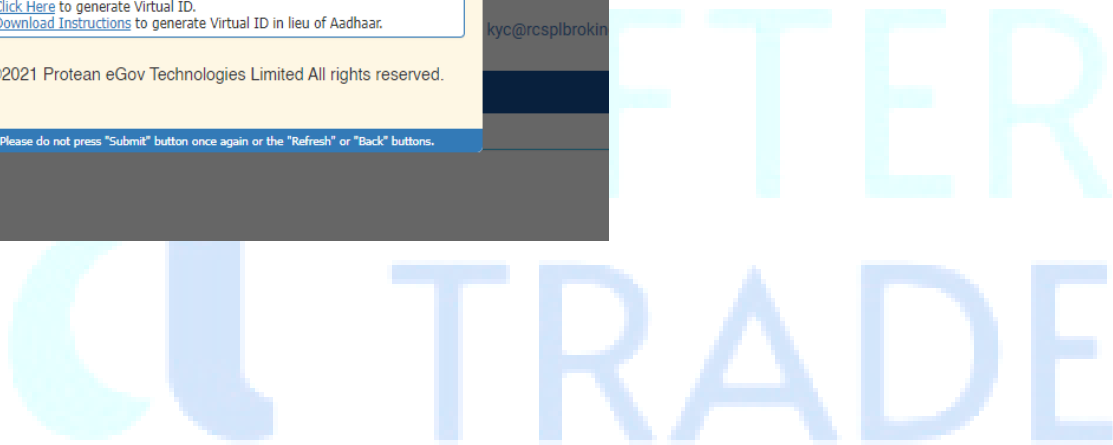 Click Here to generate Virtual ID.
Download Instructions to generate Virtual ID in lieu of Aadhaar.
kyc@rcsplbrokin
2021 Protean eGov Technologies Limited All rights reserved.
Please do not press "Submit" button once again or the "Refresh" or "Back" buttons.
FTER
TRADE